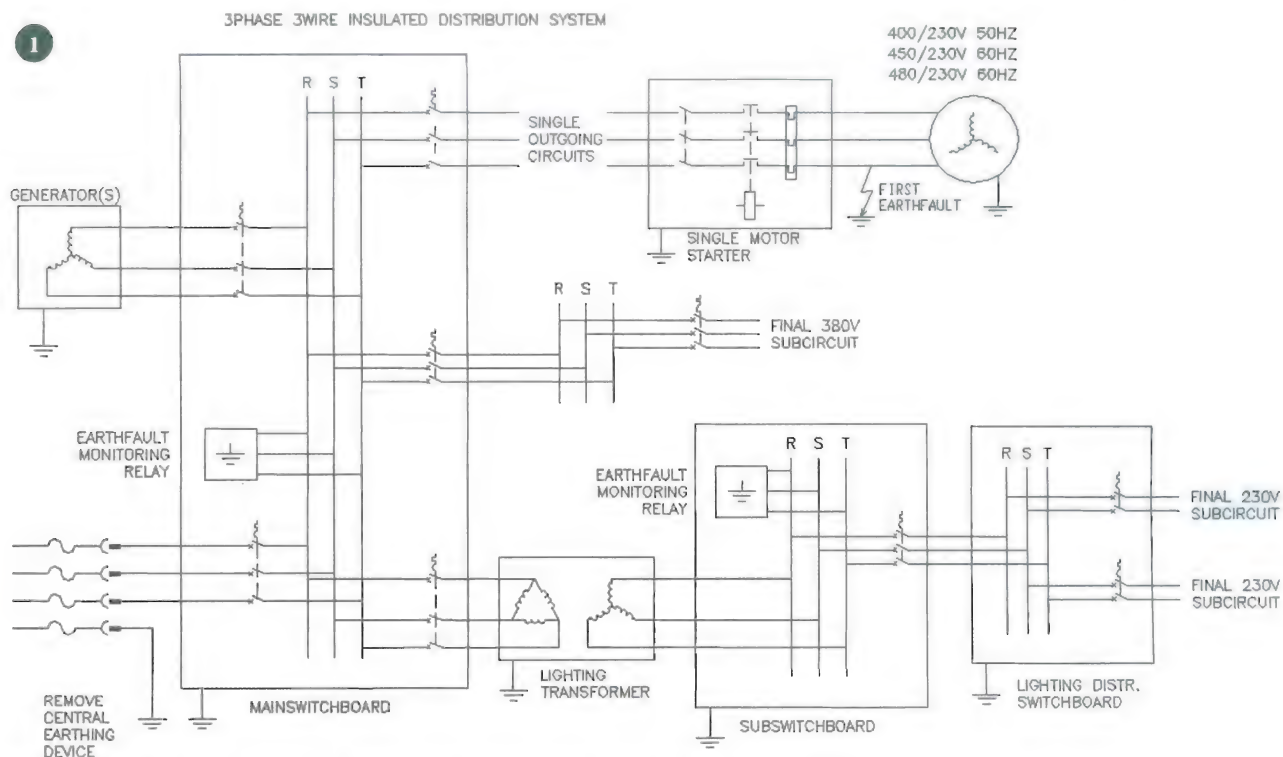 3PHASE 3WIRE INSULATED DISTRIBUTION SYSTEM
1
400/230V 50HZ
450/230V 60HZ
480/230V 60HZ
R S T
SINGLE
OUTGOING
CIRCUITS
GENERATOR(S)
FIRST
EARTHFAULT
SINGLE MOTOR
STARTER
R S T
FINAL 380V
SUBCIRCUIT
EARTHFAULT
MONITORING
RELAY
R S T
EARTHFAULT
MONITORING
RELAY
R S T
FINAL 230V
SUBCIRCUIT
FINAL 230V
SUBCIRCUIT
LIGHTING
TRANSFORMER
LIGHTING DISTR.
SWITCHBOARD
REMOVE
CENTRAL
EARTHING
DEVICE
MAINSWITCHBOARD
SUBSWITCHBOARD